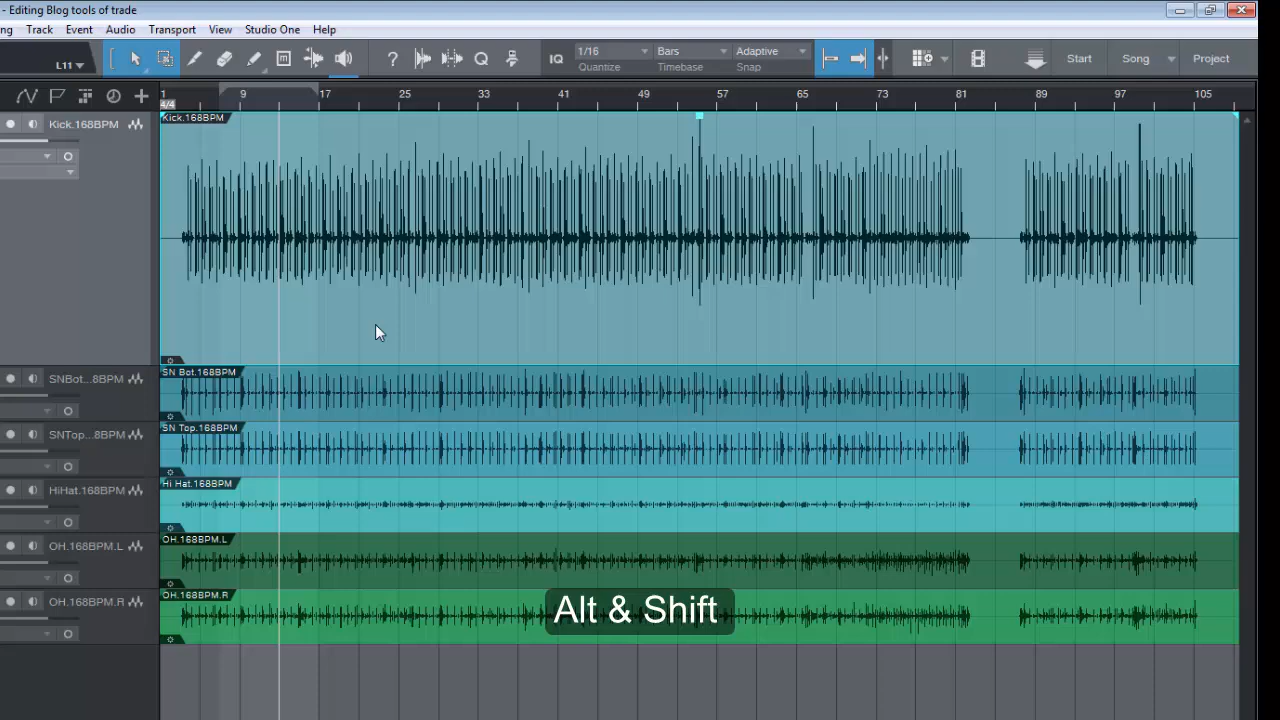 - Editing Blog tools of trade
ng Track Event Audio Transport View Studio One Help
L11 ? IQ 1/16 Bars Adaptive Start Song Project
Quantize Timebase Snap
1 9 17 25 33 41 49 57 65 73 81 89 97 105
4/4
Kick.168BPM Kick.168BPM
SN Bot.168BPM
SNBot...8BPM
SN Top.168BPM
SNTop...8BPM
Hi Hat.168BPM
HiHat.168BPM
OH.168BPM.L
OH.168BPM.L
OH.168BPM.R
OH.168BPM.R
Alt & Shift